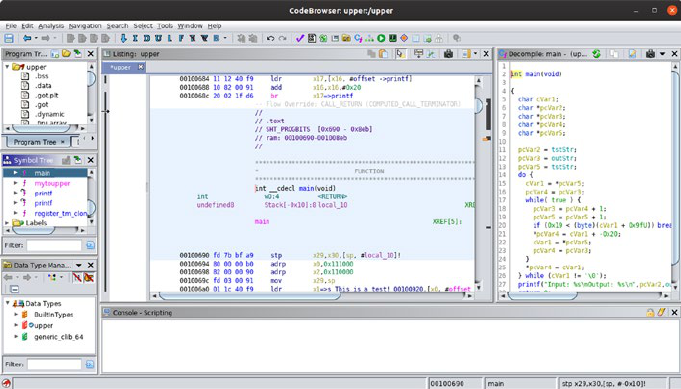 CodeBrowser: upper:/upper
File Edit Analysis Navigation Search Select Tools Window Help
Program Tree...
upper
.bss
.data
.got.plt
.got
.dynamic
Program Tree
Symbol Tree
main
mytoupper
printf
printf
register_tm_clon
Labels
Filter:
Data Type Mana...
Data Types
BuiltInTypes
upper
generic_clib_64
Filter:
Listing: upper
*upper
00100684 11 12 40 f9 ldr x17,[x16, #offset ->printf]
00100688 10 82 00 91 add x16,x16,#0x20
0010068c 20 02 1f d6 br x17=>printf
-- Flow Override: CALL_RETURN (COMPUTED_CALL_TERMINATOR)
//
// .text
// SHT_PROGBITS [0x690 - 0x8eb]
// ram: 00100690-001008eb
//
FUNCTION
int __cdecl main(void)
int w0:4 <RETURN>
undefined8 Stack[-0x10]:8 local_10 XRE
main XREF[5]:
00100690 fd 7b bf a9 stp x29,x30,[sp, #local_10]!
00100694 80 00 00 b0 adrp x0,0x111000
00100698 82 00 00 90 adrp x2,0x110000
0010069c fd 03 00 91 mov x29,sp
001006a0 01 1c 40 f9 ldr x1=>s_This_is_a_test!_00100920,[x0, #offset
Decompile: main - (upp...
1
2 int main(void)
3
4 {
5 char cVar1;
6 char *pcVar2;
7 char *pcVar3;
8 char *pcVar4;
9 char *pcVar5;
10
11 pcVar2 = tstStr;
12 pcVar3 = outStr;
13 pcVar5 = tstStr;
14 do {
15 cVar1 = *pcVar5;
16 pcVar4 = pcVar3;
17 while( true ) {
18 pcVar3 = pcVar4 + 1;
19 pcVar5 = pcVar5 + 1;
20 if (0x19 < (byte)(cVar1 + 0x9fU)) brea
21 *pcVar4 = cVar1 + -0x20;
22 cVar1 = *pcVar5;
23 pcVar4 = pcVar3;
24 }
25 *pcVar4 = cVar1;
26 } while (cVar1 != '\0');
27 printf("Input: %s\nOutput: %s\n",pcVar2,ou
Console - Scripting
00100690 main stp x29,x30,[sp, #-0x10]!